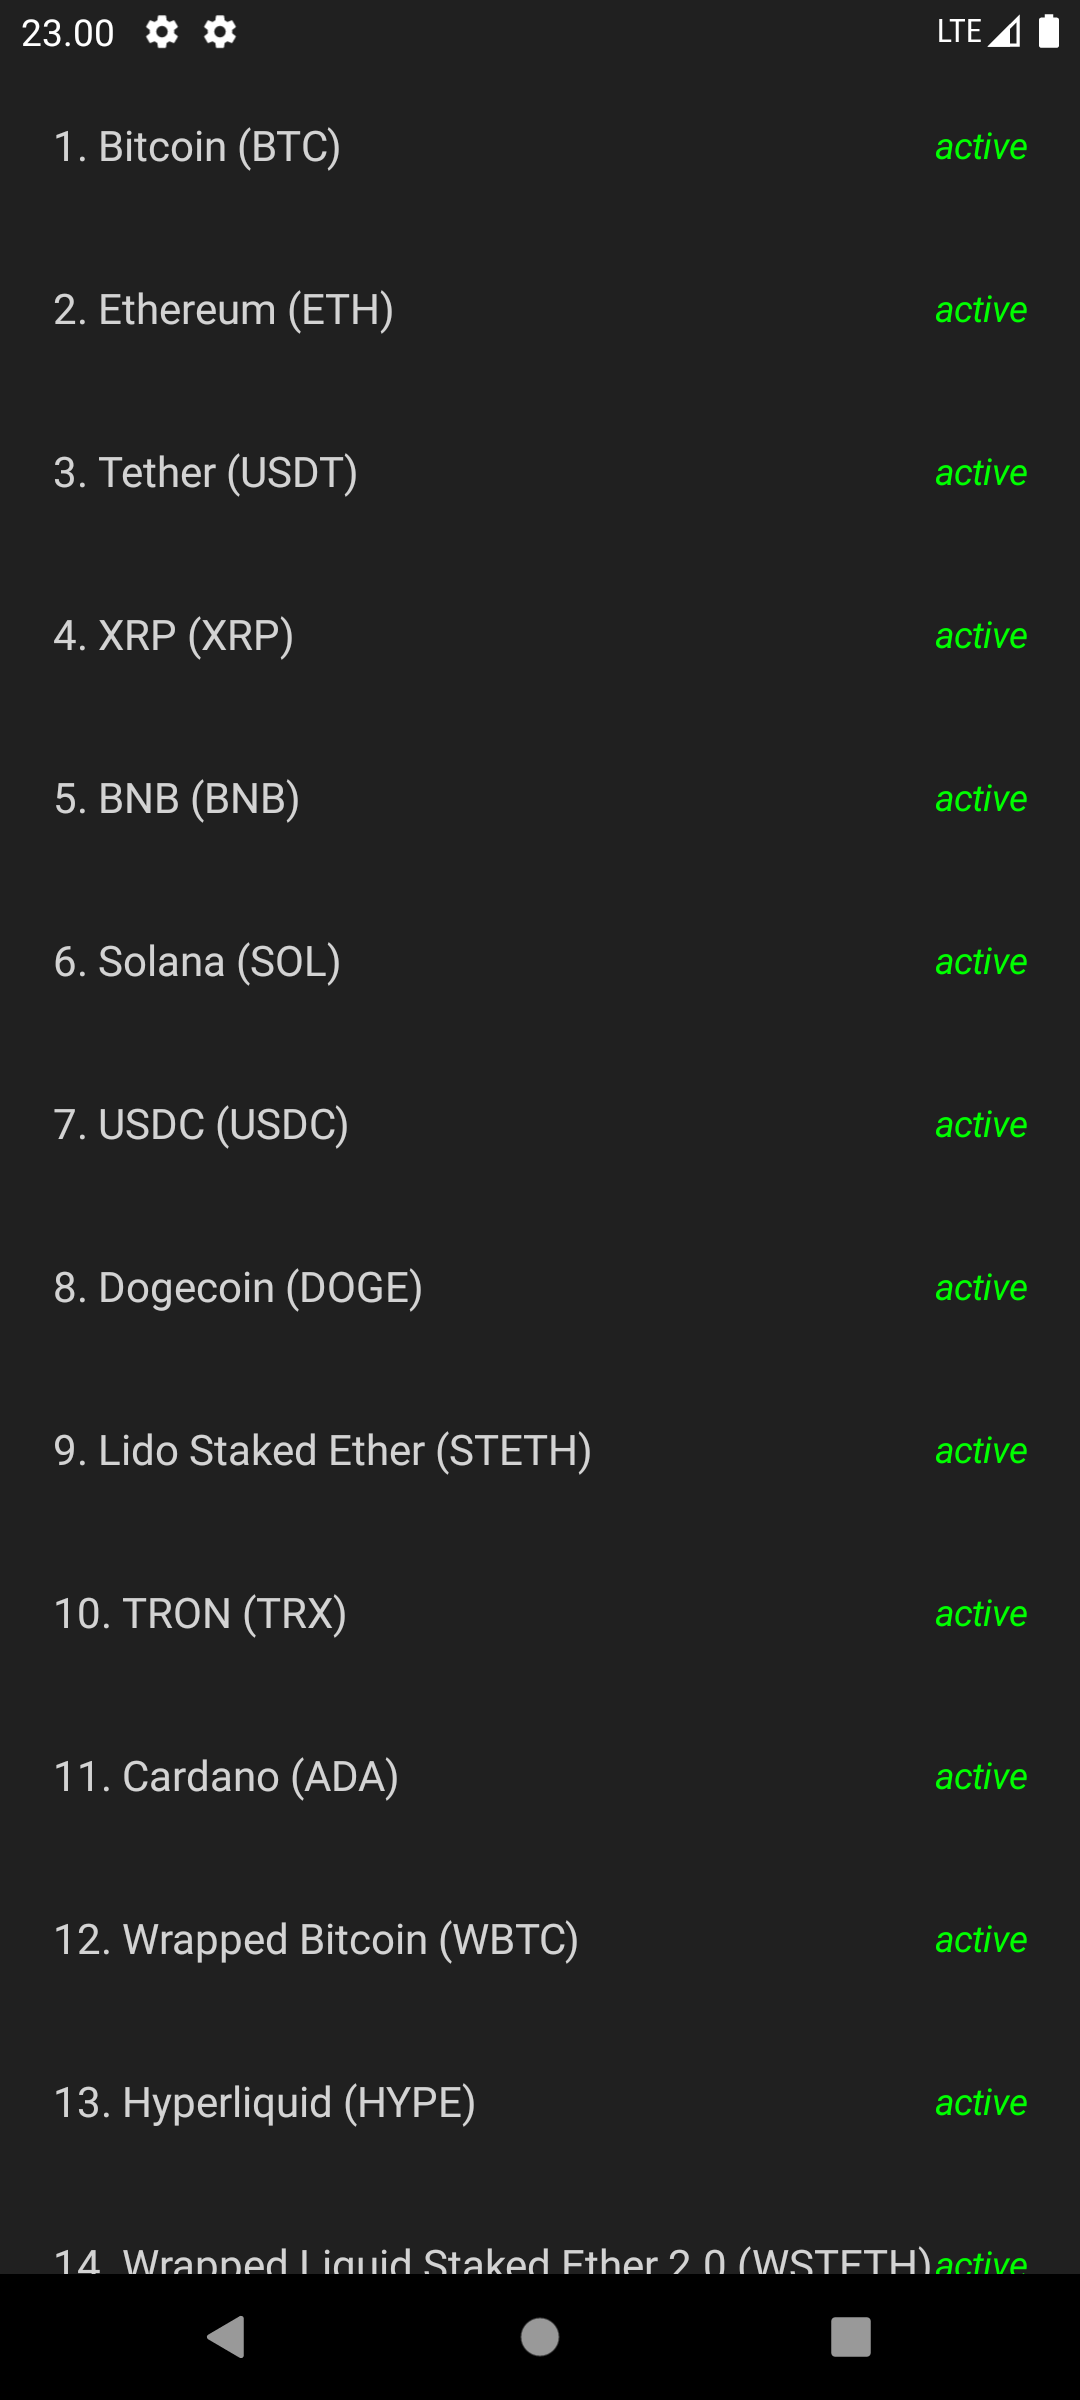 23.00 LTE
1. Bitcoin (BTC) active
2. Ethereum (ETH) active
3. Tether (USDT) active
4. XRP (XRP) active
5. BNB (BNB) active
6. Solana (SOL) active
7. USDC (USDC) active
8. Dogecoin (DOGE) active
9. Lido Staked Ether (STETH) active
10. TRON (TRX) active
11. Cardano (ADA) active
12. Wrapped Bitcoin (WBTC) active
13. Hyperliquid (HYPE) active
14. Wrapped Liquid Staked Ether 2.0 (WSTETH) active